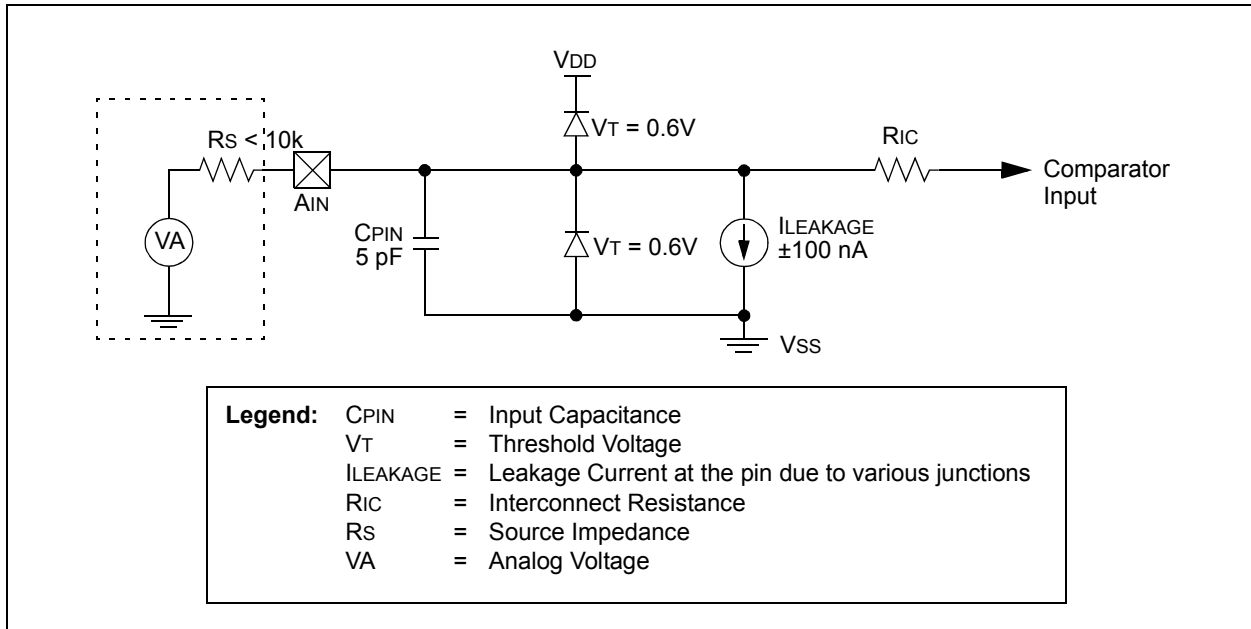 VDD
VT = 0.6V
RS < 10k
RIC
AIN
Comparator
Input
VA
CPIN
5 pF
VT = 0.6V
ILEAKAGE
±100 nA
VSS
Legend: CPIN = Input Capacitance
VT = Threshold Voltage
ILEAKAGE = Leakage Current at the pin due to various junctions
RIC = Interconnect Resistance
RS = Source Impedance
VA = Analog Voltage